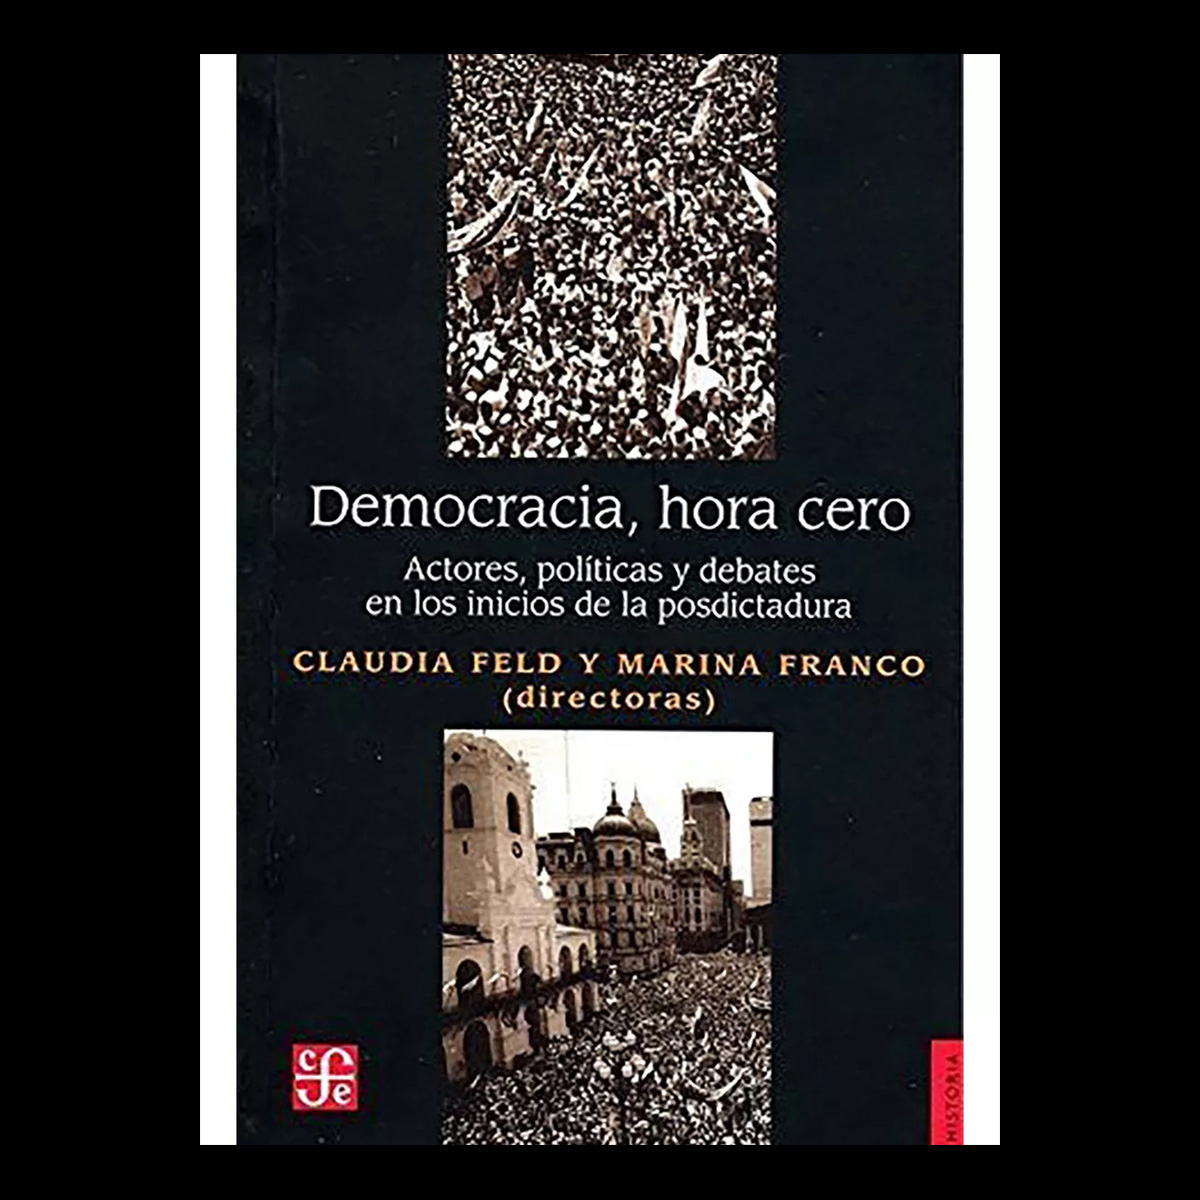 Democracia, hora cero
Actores, políticas y debates
en los inicios de la posdictadura
CLAUDIA FELD Y MARINA FRANCO
(directoras)
cfe
HISTORIA